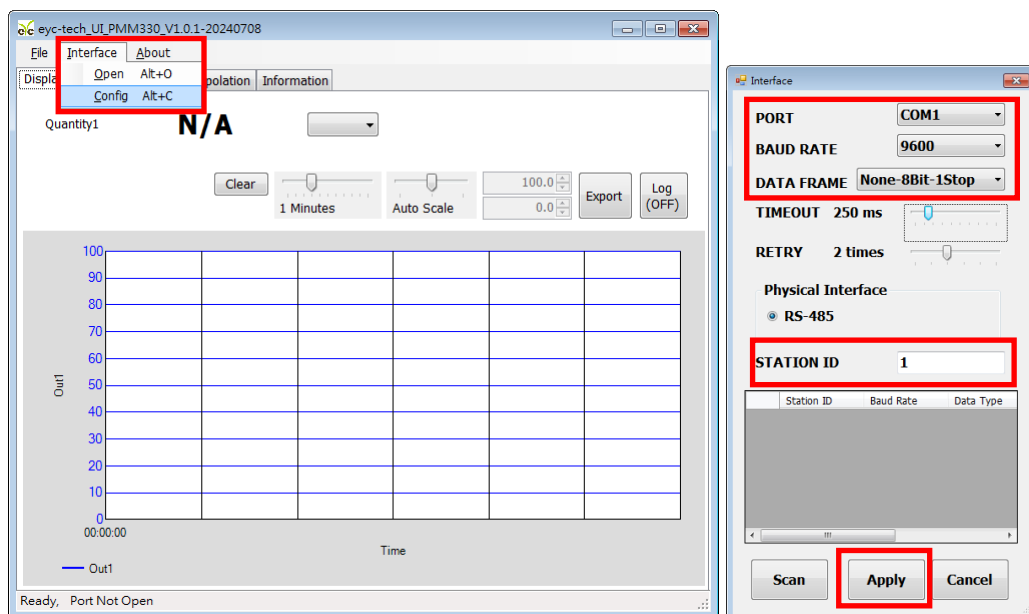 eyc-tech_UI_PMM330_V1.0.1-20240708
File Interface About
Open Alt+O
Config Alt+C
Information
Quantity1 N/A
Clear
1 Minutes
Auto Scale
100.0
0.0
Export
Log
(OFF)
100
90
80
70
60
50
40
30
20
10
0
Out1
00:00:00
Time
Out1
Ready, Port Not Open
Interface
PORT COM1
BAUD RATE 9600
DATA FRAME None-8Bit-1Stop
TIMEOUT 250 ms
RETRY 2 times
Physical Interface
RS-485
STATION ID 1
Station ID Baud Rate Data Type
Scan Apply Cancel